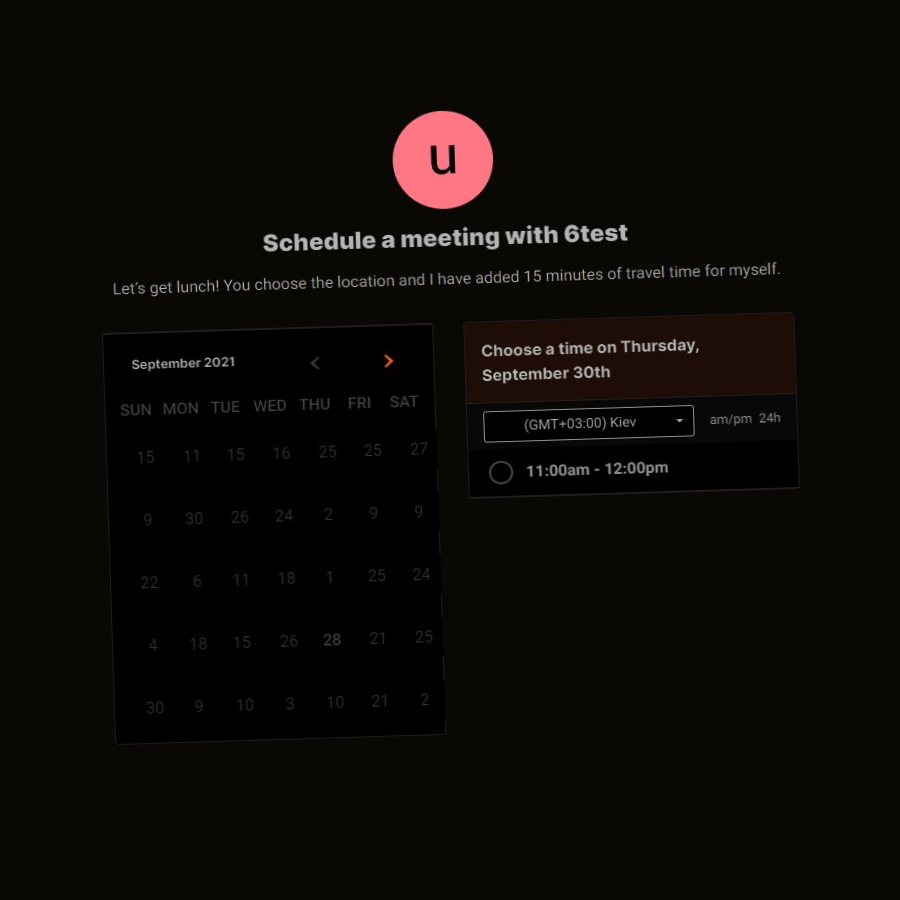 u
Schedule a meeting with 6test
Let's get lunch! You choose the location and I have added 15 minutes of travel time for myself.
September 2021
SUN MON TUE WED THU FRI SAT
15 11 15 16 25 25 27
9 30 26 24 2 9 9
22 6 11 18 1 25 24
4 18 15 26 28 21 25
30 9 10 3 10 21 2
Choose a time on Thursday,
September 30th
(GMT+03:00) Kiev am/pm 24h
11:00am - 12:00pm